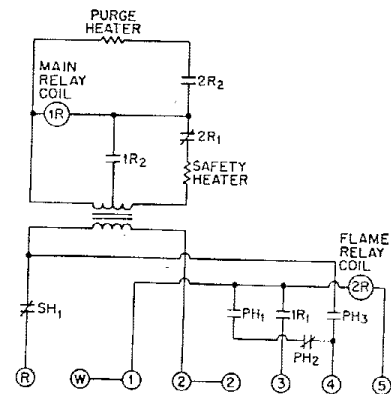 PURGE
HEATER
MAIN
RELAY
COIL
2R2
1R
2R1
1R2
SAFETY
HEATER
FLAME
RELAY
COIL
2R
SH1
PH1
1R1
PH3
PH2
R
W
1
2
2
3
4
5